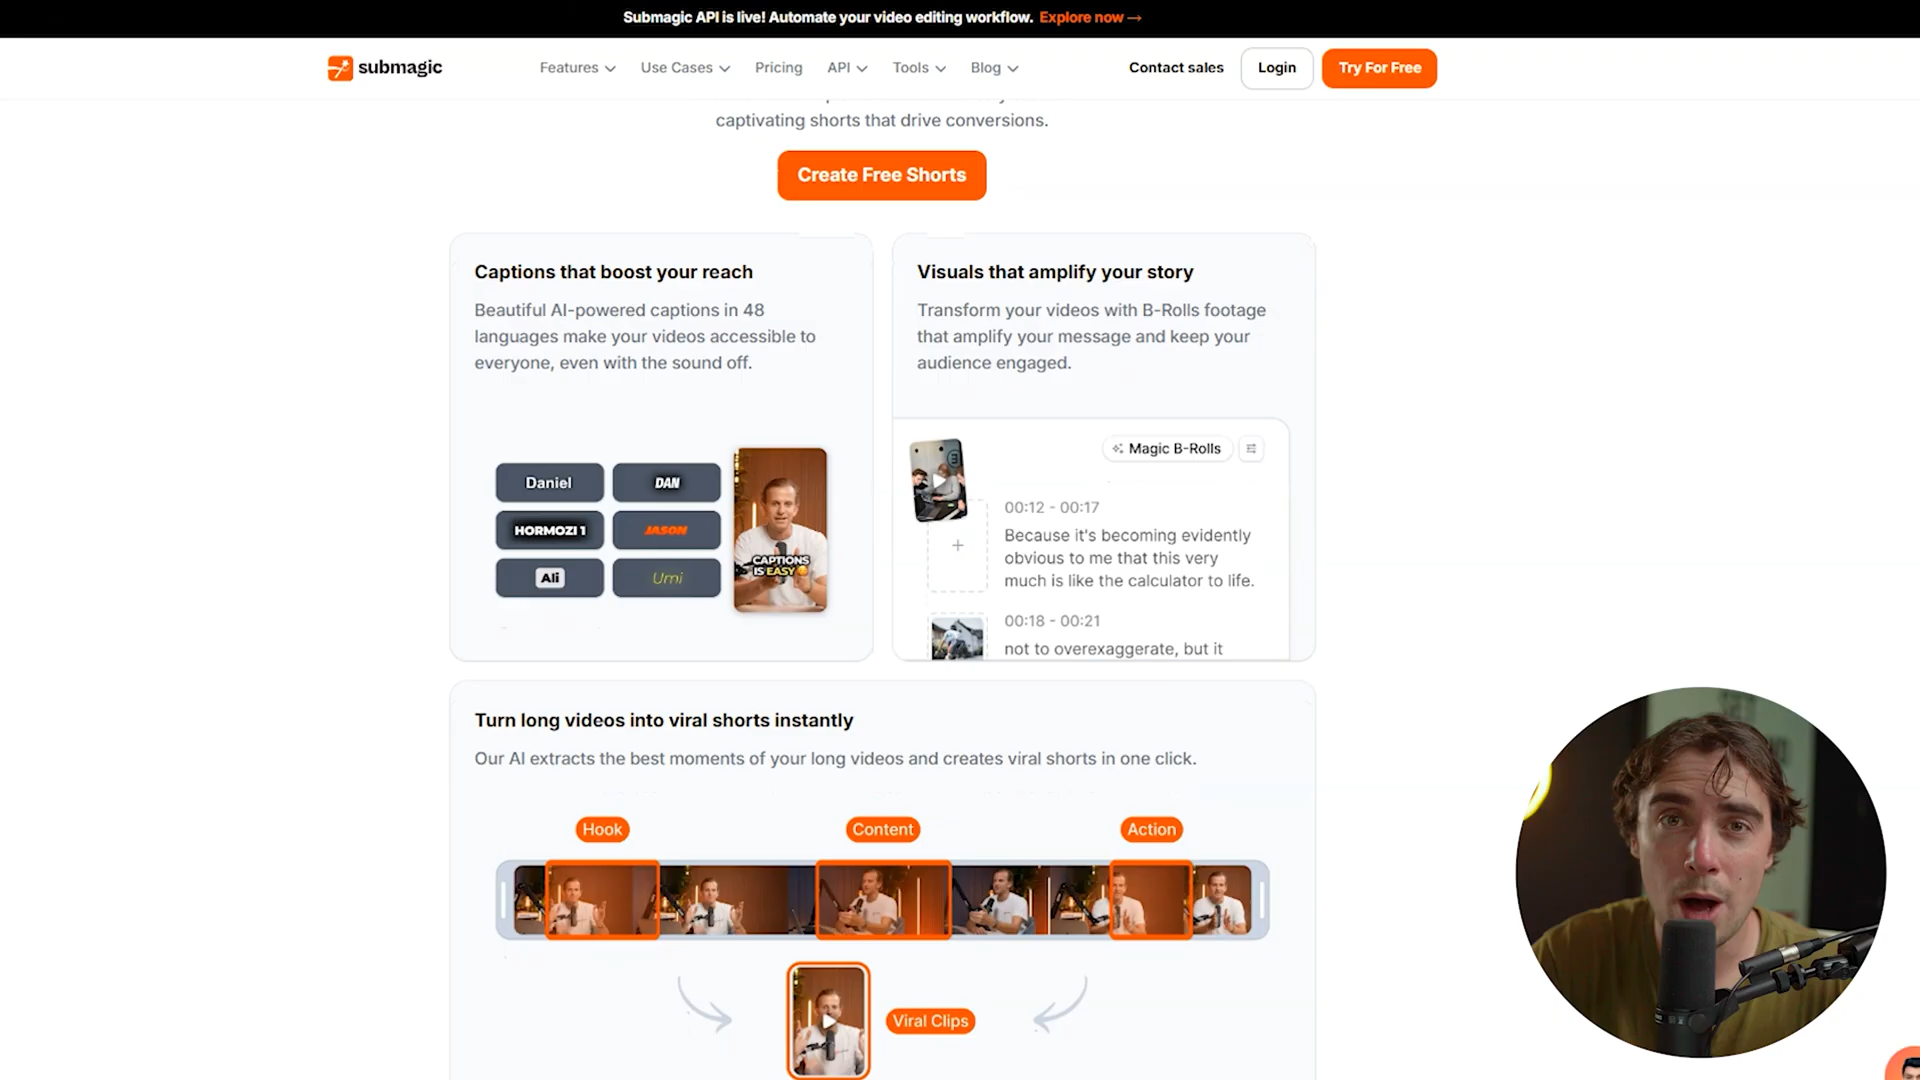 Submagic API is live! Automate your video editing workflow. Explore now →
submagic
Features
Use Cases
Pricing
API
Tools
Blog
Contact sales
Login
Try For Free
captivating shorts that drive conversions.
Create Free Shorts
Captions that boost your reach
Beautiful AI-powered captions in 48
languages make your videos accessible to
everyone, even with the sound off.
Daniel
DAN
HORMOZI 1
JASON
Ali
Umi
CAPTIONS
IS EASY
Visuals that amplify your story
Transform your videos with B-Rolls footage
that amplify your message and keep your
audience engaged.
Magic B-Rolls
00:12 - 00:17
Because it's becoming evidently
obvious to me that this very
much is like the calculator to life.
00:18 - 00:21
not to overexaggerate, but it
Turn long videos into viral shorts instantly
Our AI extracts the best moments of your long videos and creates viral shorts in one click.
Hook
Content
Action
Viral Clips